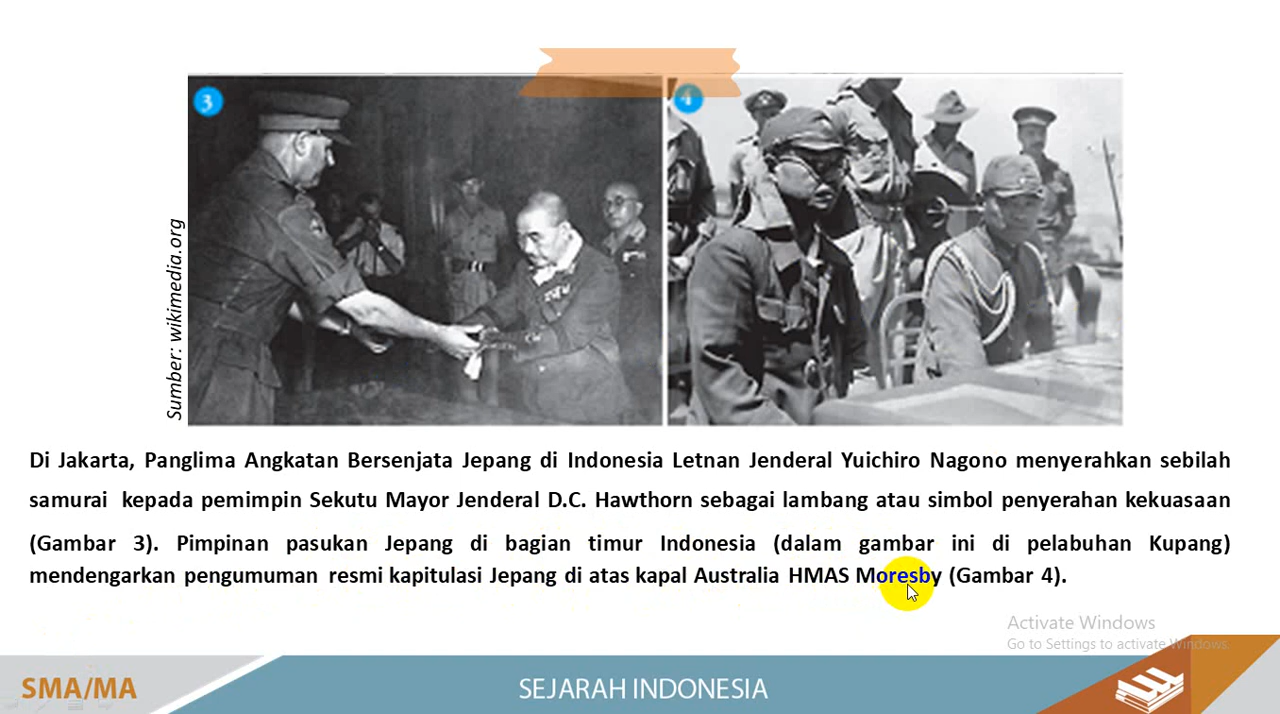 3
4
Sumber: wikimedia.org
Di Jakarta, Panglima Angkatan Bersenjata Jepang di Indonesia Letnan Jenderal Yuichiro Nagono menyerahkan sebilah
samurai kepada pemimpin Sekutu Mayor Jenderal D.C. Hawthorn sebagai lambang atau simbol penyerahan kekuasaan
(Gambar 3). Pimpinan pasukan Jepang di bagian timur Indonesia (dalam gambar ini di pelabuhan Kupang)
mendengarkan pengumuman resmi kapitulasi Jepang di atas kapal Australia HMAS Moresby (Gambar 4).
Activate Windows
Go to Settings to activate Windows.
SMA/MA
SEJARAH INDONESIA